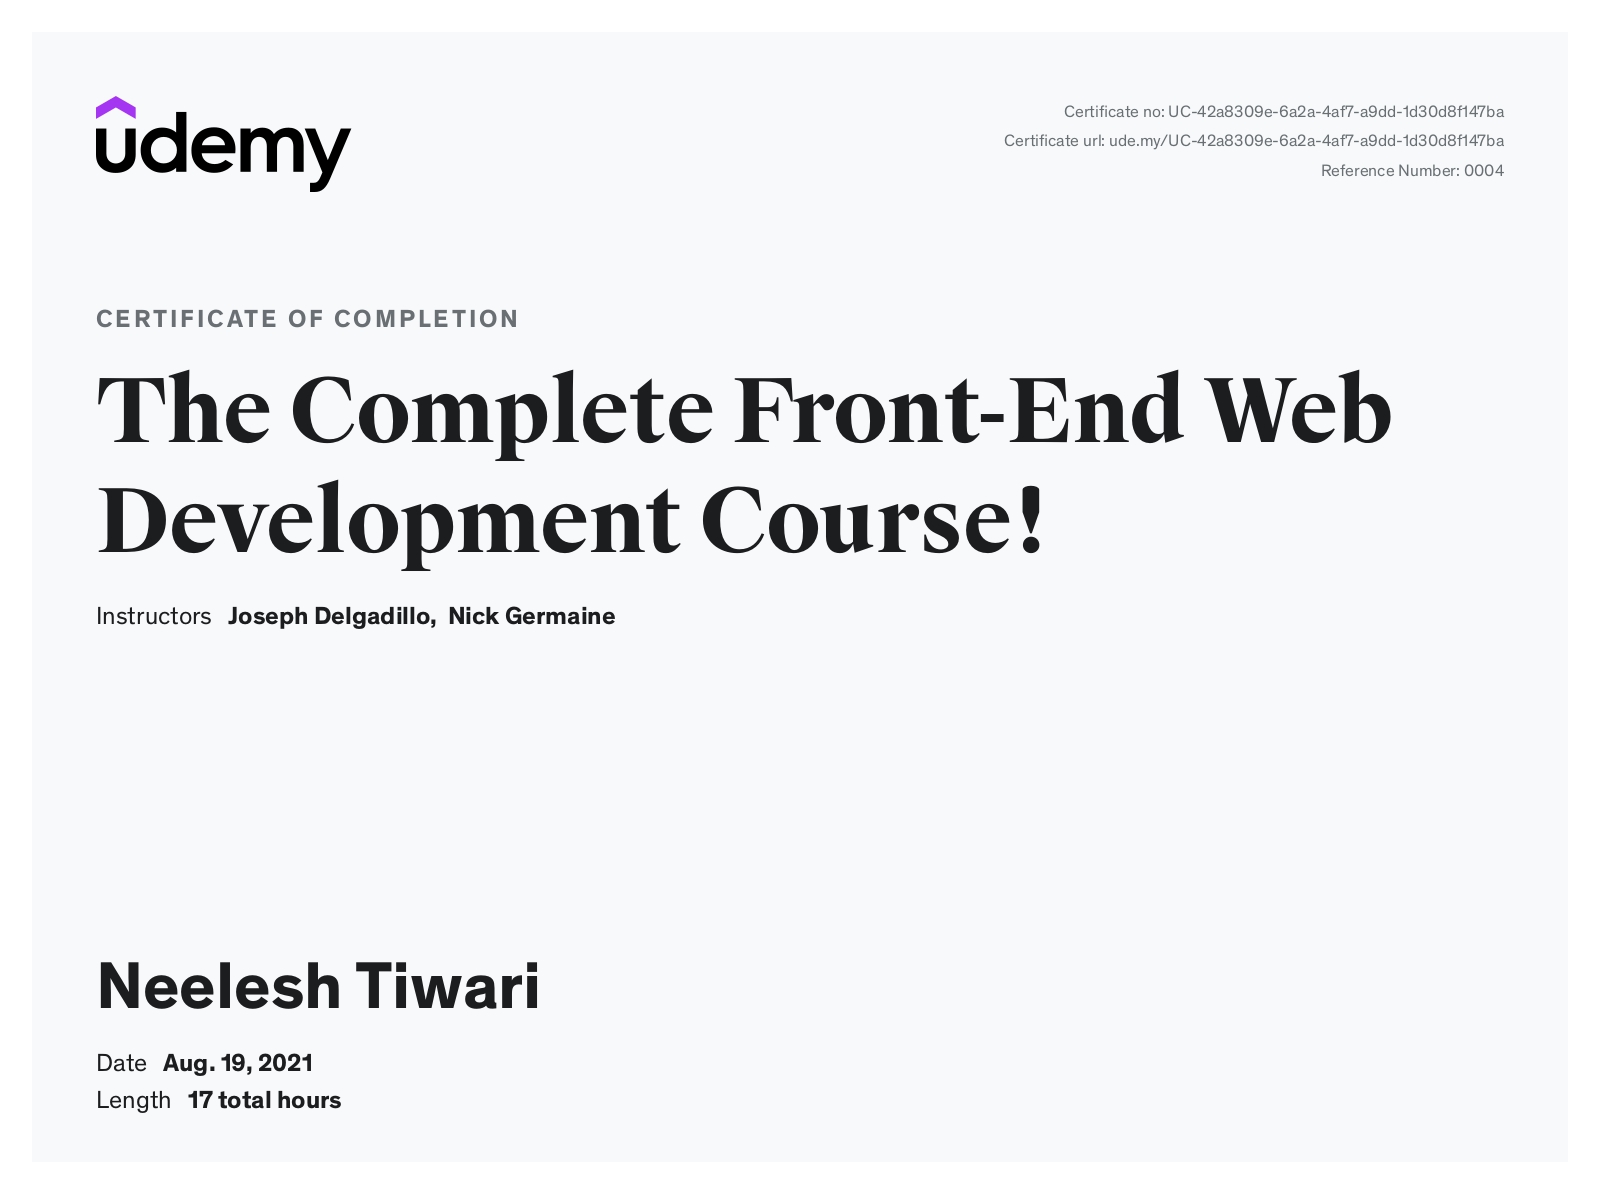 udemy
Certificate no: UC-42a8309e-6a2a-4af7-a9dd-1d30d8f147ba
Certificate url: ude.my/UC-42a8309e-6a2a-4af7-a9dd-1d30d8f147ba
Reference Number: 0004
CERTIFICATE OF COMPLETION
The Complete Front-End Web
Development Course!
Instructors Joseph Delgadillo, Nick Germaine
Neelesh Tiwari
Date Aug. 19, 2021
Length 17 total hours